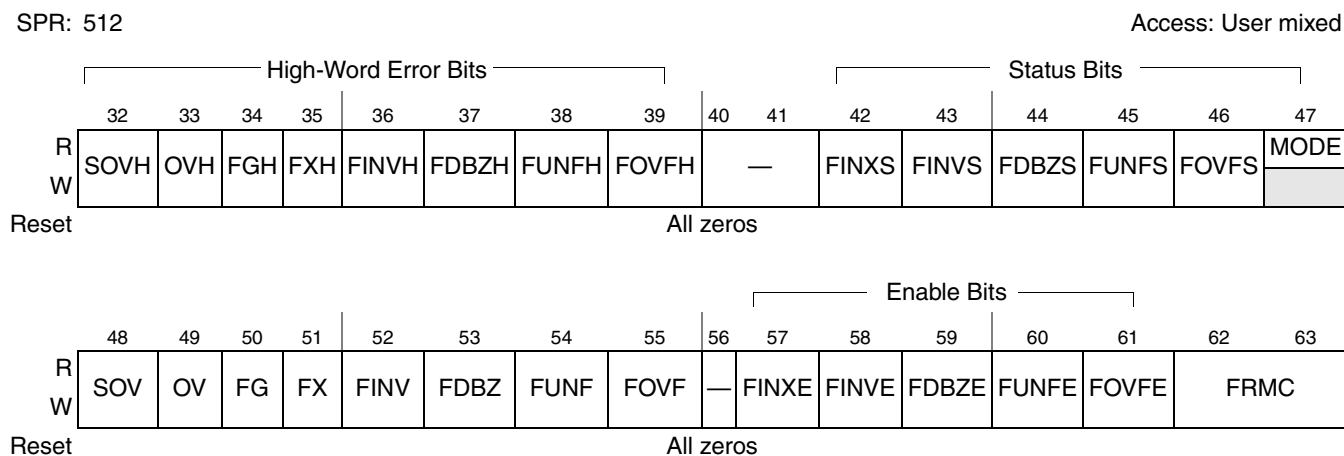 SPR: 512 Access: User mixed
High-Word Error Bits Status Bits
32 33 34 35 36 37 38 39 40 41 42 43 44 45 46 47
R SOVH OVH FGH FXH FINVH FDBZH FUNFH FOVFH — FINXS FINVS FDBZS FUNFS FOVFS MODE
W
Reset All zeros
Enable Bits
48 49 50 51 52 53 54 55 56 57 58 59 60 61 62 63
R SOV OV FG FX FINV FDBZ FUNF FOVF — FINXE FINVE FDBZE FUNFE FOVFE FRMC
W
Reset All zeros